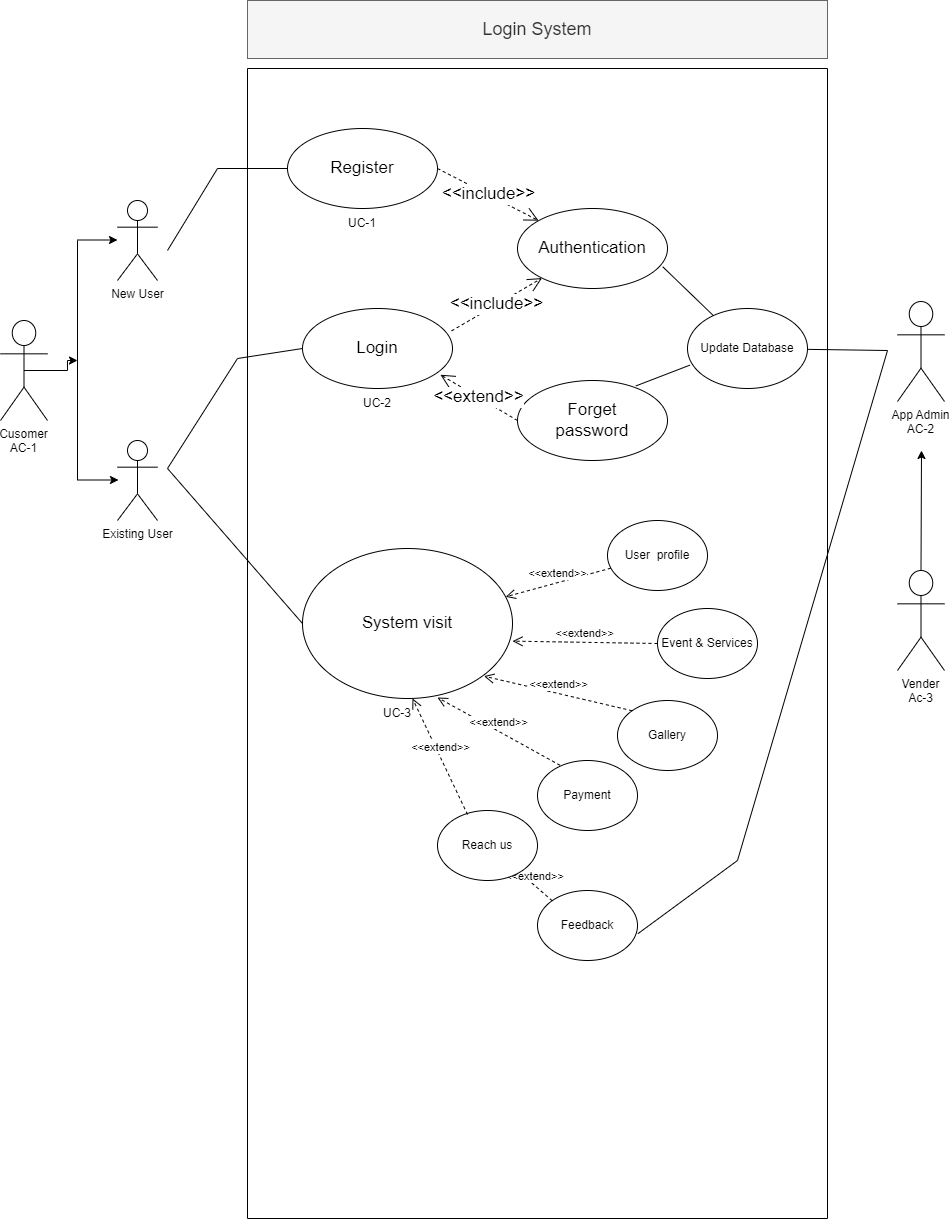 Login System
Register
<<include>>
UC-1
Authentication
New User
<<include>>
Login
Update Database
<<extend>>
UC-2
Forget
password
App Admin
AC-2
Cusomer
AC-1
Existing User
User  profile
<<extend>>
System visit
<<extend>>
Event & Services
<<extend>>
Vender
Ac-3
UC-3
<<extend>>
Gallery
<<extend>>
Payment
Reach us
<<extend>>
Feedback